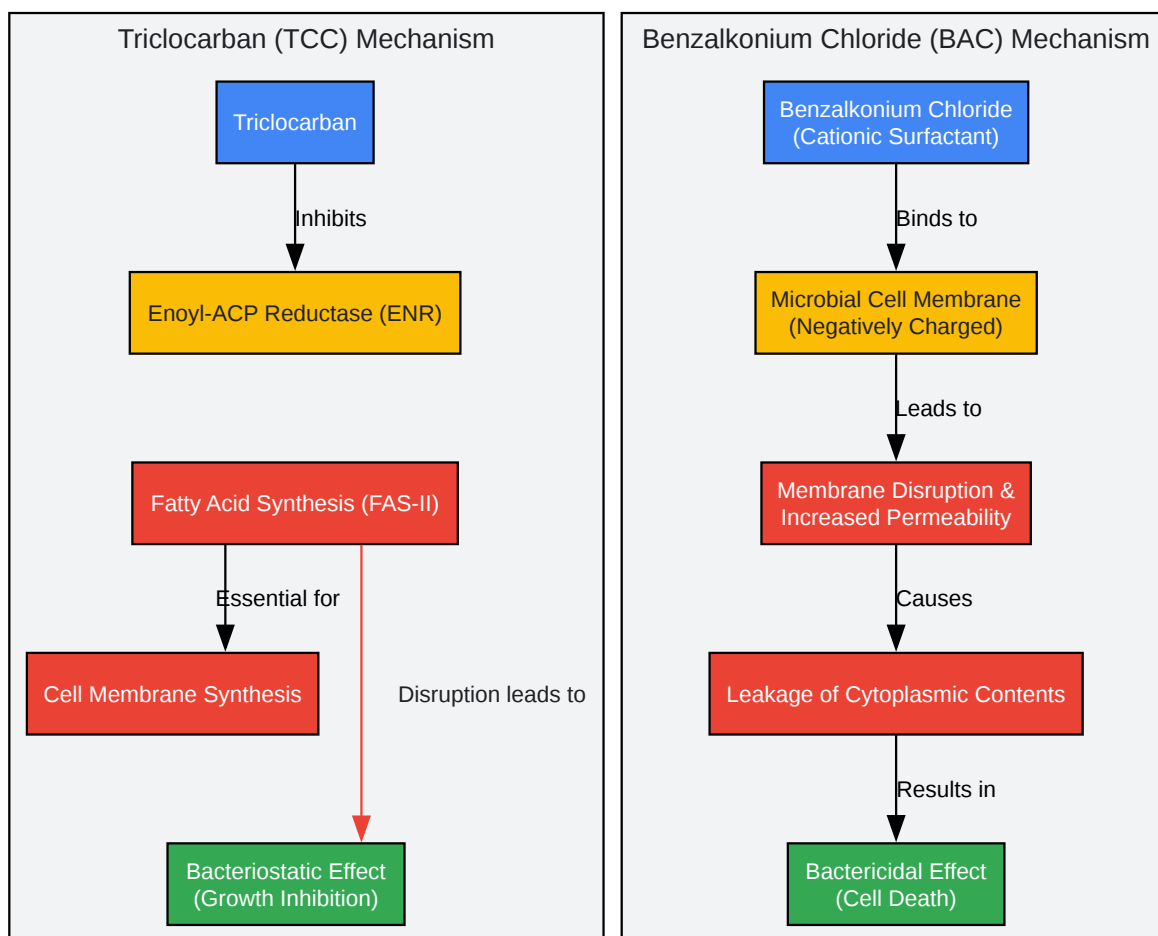 Triclocarban (TCC) Mechanism
Triclocarban
Inhibits
Enoyl-ACP Reductase (ENR)
Fatty Acid Synthesis (FAS-II)
Essential for
Cell Membrane Synthesis
Disruption leads to
Bacteriostatic Effect
(Growth Inhibition)
Benzalkonium Chloride (BAC) Mechanism
Benzalkonium Chloride
(Cationic Surfactant)
Binds to
Microbial Cell Membrane
(Negatively Charged)
Leads to
Membrane Disruption &
Increased Permeability
Causes
Leakage of Cytoplasmic Contents
Results in
Bactericidal Effect
(Cell Death)